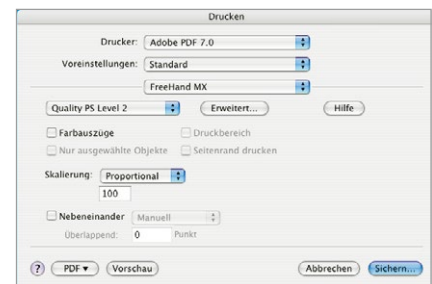 Drucken
Drucker: Adobe PDF 7.0
Voreinstellungen: Standard
FreeHand MX
Quality PS Level 2 Erweitert... Hilfe
Farbauszüge Druckbereich
Nur ausgewählte Objekte Seitenrand drucken
Skalierung: Proportional
100
Nebeneinander Manuell
Überlappend: 0 Punkt
? PDF ▼ Vorschau Abbrechen Sichern...